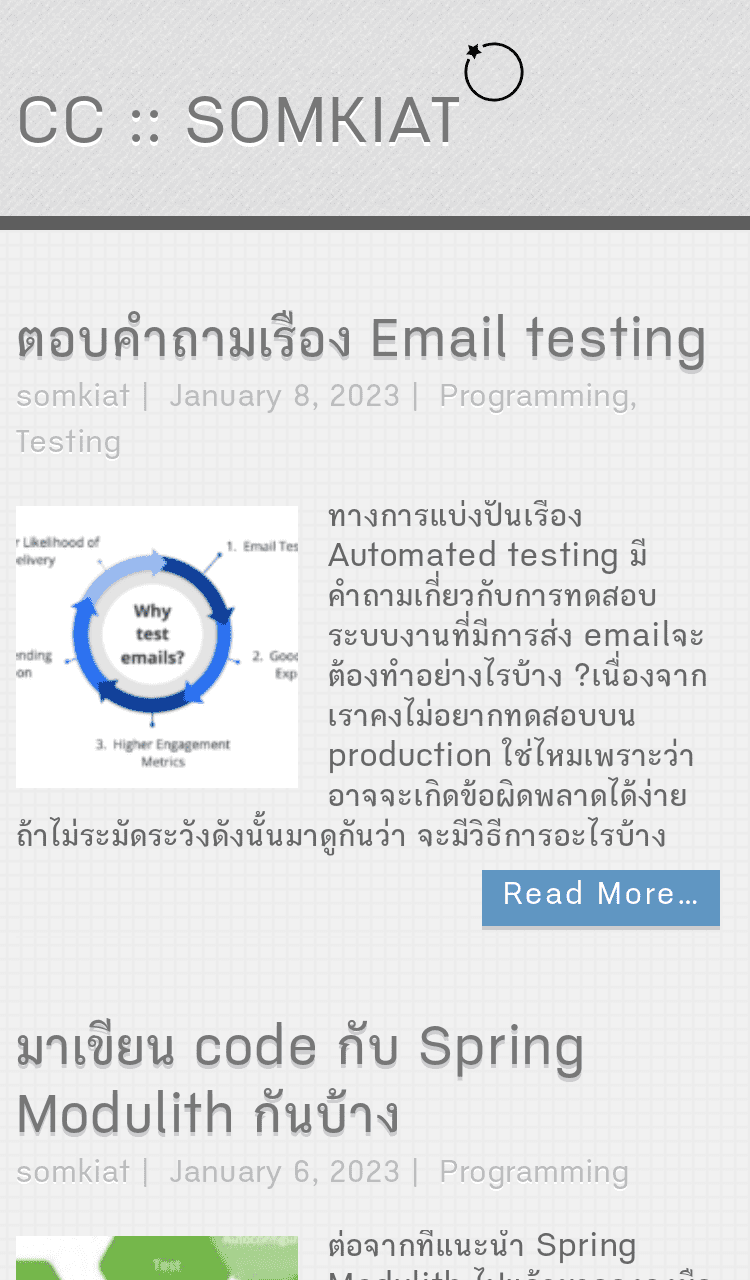 CC :: SOMKIAT
ตอบคำถามเรื่อง Email testing
somkiat | January 8, 2023 | Programming,
Testing
ทางการแบ่งปันเรื่อง
Automated testing มี
คำถามเกี่ยวกับการทดสอบ
ระบบงานที่มีการส่ง emailจะ
ต้องทำอย่างไรบ้าง ?เนื่องจาก
เราคงไม่อยากทดสอบบน
production ใช่ไหมเพราะว่า
อาจจะเกิดข้อผิดพลาดได้ง่าย
ถ้าไม่ระมัดระวังดังนั้นมาดูกันว่า จะมีวิธีการอะไรบ้าง
r Likelihood of
elivery
1. Email Tes
Why
test
emails?
nding
on
2. Good
Exp
3. Higher Engagement
Metrics
Read More...
มาเขียน code กับ Spring
Modulith กันบ้าง
somkiat | January 6, 2023 | Programming
ต่อจากที่แนะนำ Spring
Test